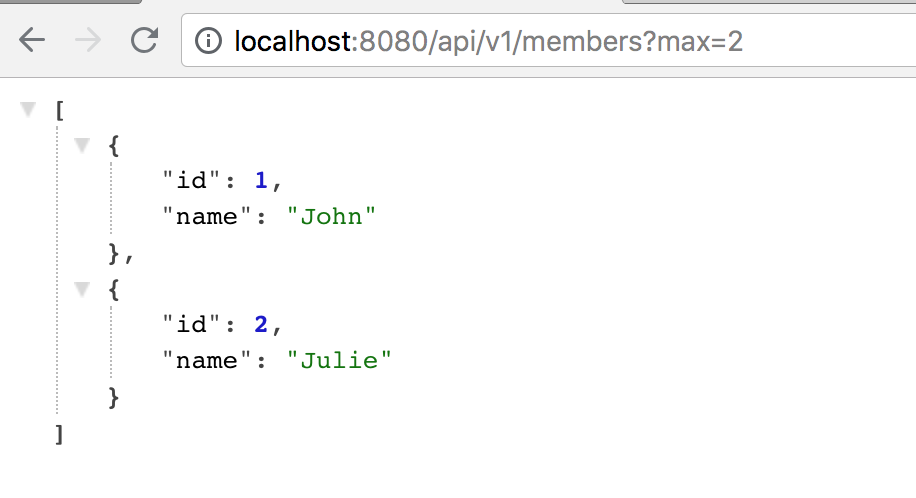 localhost:8080/api/v1/members?max=2
[
{
"id": 1,
"name": "John"
},
{
"id": 2,
"name": "Julie"
}
]